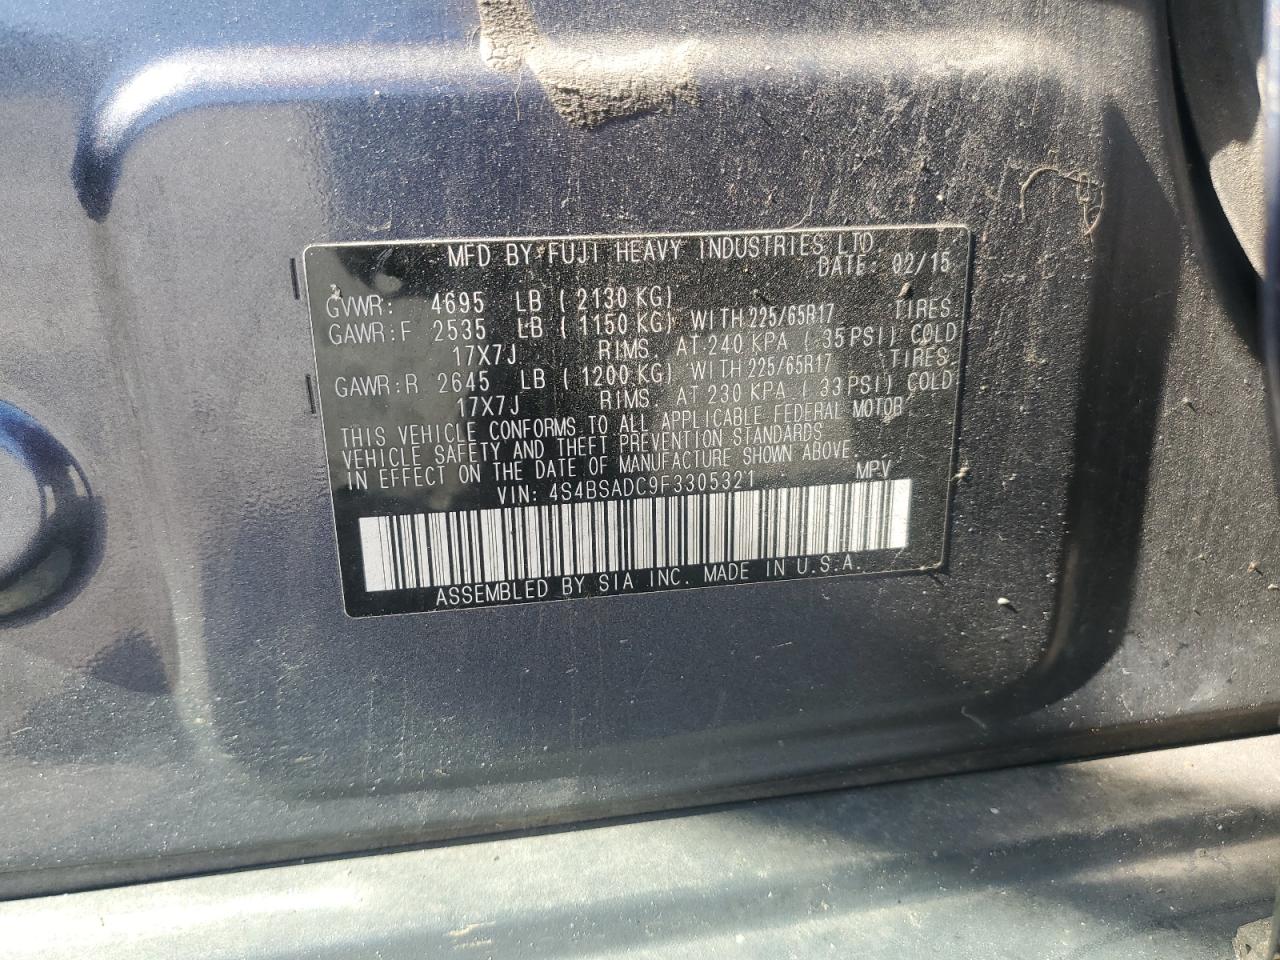 MFD BY FUJI HEAVY INDUSTRIES LTD.
DATE: 02/15
GVWR: 4695 LB ( 2130 KG)
GAWR:F 2535 LB ( 1150 KG) WITH 225/65R17 TIRES.
17X7J RIMS. AT 240 KPA ( 35 PSI) COLD
GAWR:R 2645 LB ( 1200 KG) WITH 225/65R17 TIRES.
17X7J RIMS. AT 230 KPA ( 33 PSI) COLD
THIS VEHICLE CONFORMS TO ALL APPLICABLE FEDERAL MOTOR
VEHICLE SAFETY AND THEFT PREVENTION STANDARDS
IN EFFECT ON THE DATE OF MANUFACTURE SHOWN ABOVE.
VIN: 4S4BSADC9F3305321 MPV
ASSEMBLED BY SIA INC. MADE IN U.S.A.